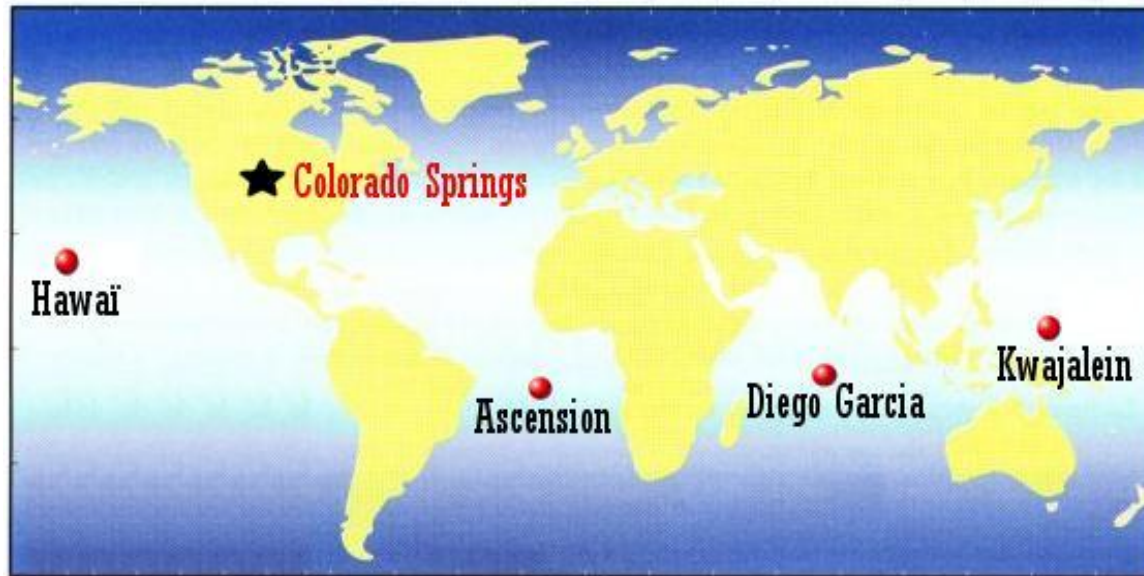 Colorado Springs
Hawaï
Kwajalein
Ascension
Diego Garcia